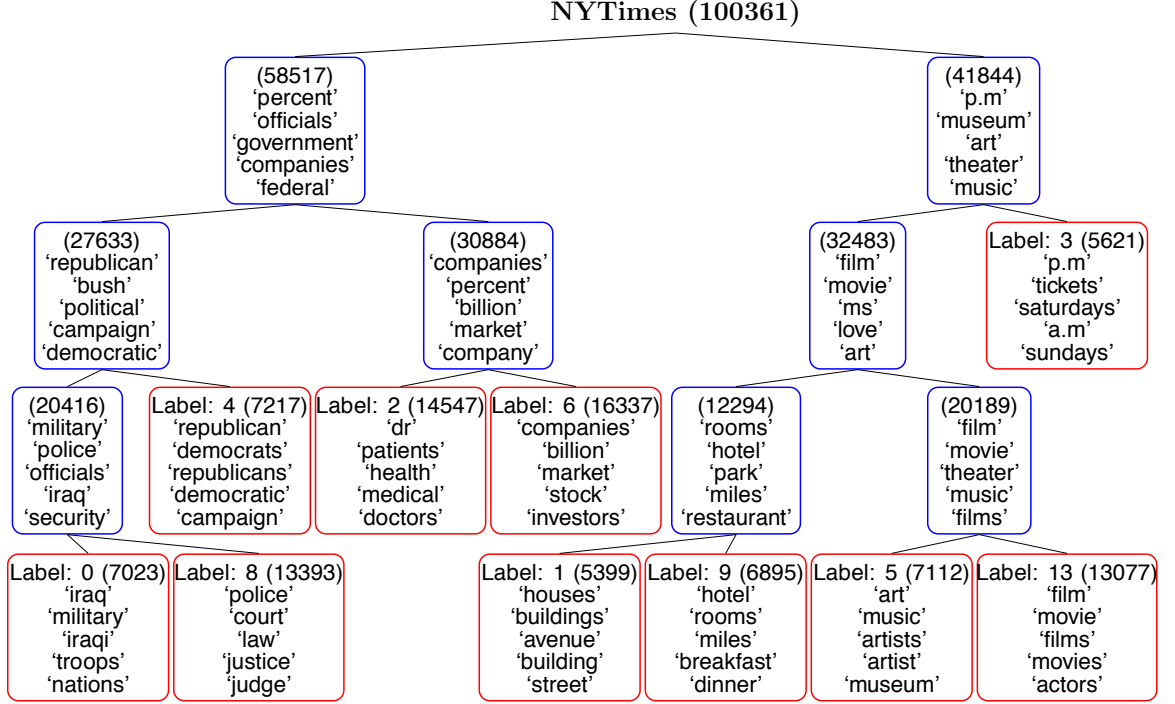 NYTimes (100361)
(58517)
‘percent’
‘officials’
‘government’
‘companies’
‘federal’
(41844)
‘p.m’
‘museum’
‘art’
‘theater’
‘music’
(27633)
‘republican’
‘bush’
‘political’
‘campaign’
‘democratic’
(30884)
‘companies’
‘percent’
‘billion’
‘market’
‘company’
(32483)
‘film’
‘movie’
‘ms’
‘love’
‘art’
Label: 3 (5621)
‘p.m’
‘tickets’
‘saturdays’
‘a.m’
‘sundays’
(20416)
‘military’
‘police’
‘officials’
‘iraq’
‘security’
Label: 4 (7217)
‘republican’
‘democrats’
‘republicans’
‘democratic’
‘campaign’
Label: 2 (14547)
‘dr’
‘patients’
‘health’
‘medical’
‘doctors’
Label: 6 (16337)
‘companies’
‘billion’
‘market’
‘stock’
‘investors’
(12294)
‘rooms’
‘hotel’
‘park’
‘miles’
‘restaurant’
(20189)
‘film’
‘movie’
‘theater’
‘music’
‘films’
Label: 0 (7023)
‘iraq’
‘military’
‘iraqi’
‘troops’
‘nations’
Label: 8 (13393)
‘police’
‘court’
‘law’
‘justice’
‘judge’
Label: 1 (5399)
‘houses’
‘buildings’
‘avenue’
‘building’
‘street’
Label: 9 (6895)
‘hotel’
‘rooms’
‘miles’
‘breakfast’
‘dinner’
Label: 5 (7112)
‘art’
‘music’
‘artists’
‘artist’
‘museum’
Label: 13 (13077)
‘film’
‘movie’
‘films’
‘movies’
‘actors’